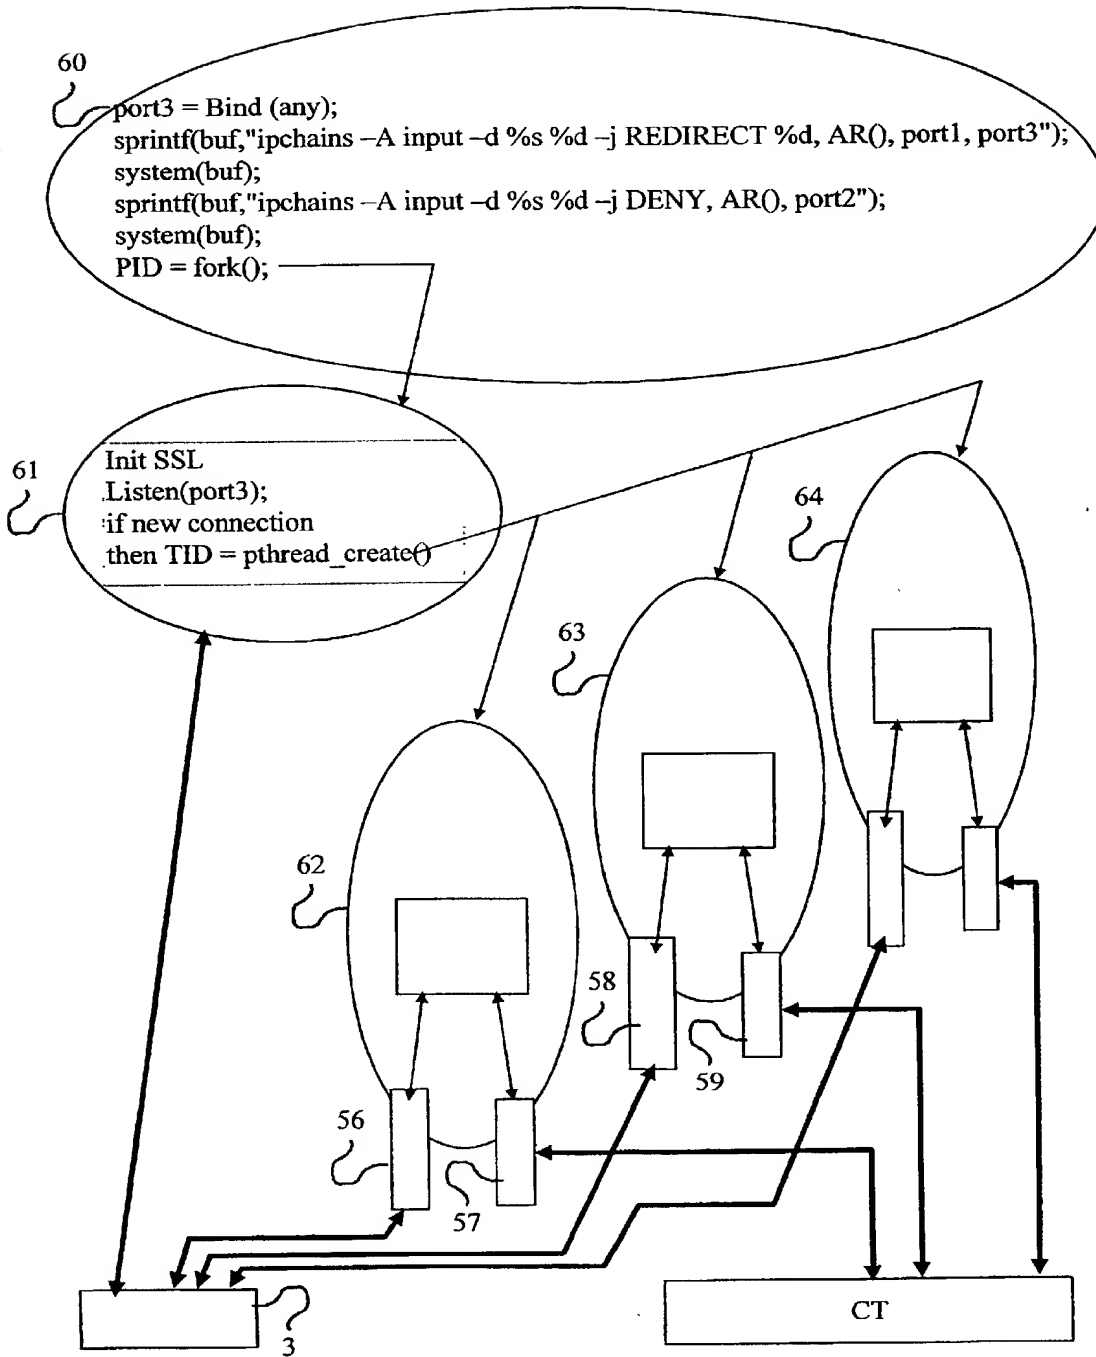 60
port3 = Bind (any);
sprintf(buf,"ipchains –A input –d %s %d –j REDIRECT %d, AR(), port1, port3");
system(buf);
sprintf(buf,"ipchains –A input –d %s %d –j DENY, AR(), port2");
system(buf);
PID = fork();
61
Init SSL
Listen(port3);
if new connection
then TID = pthread_create()
64
63
62
58
59
56
57
3
CT